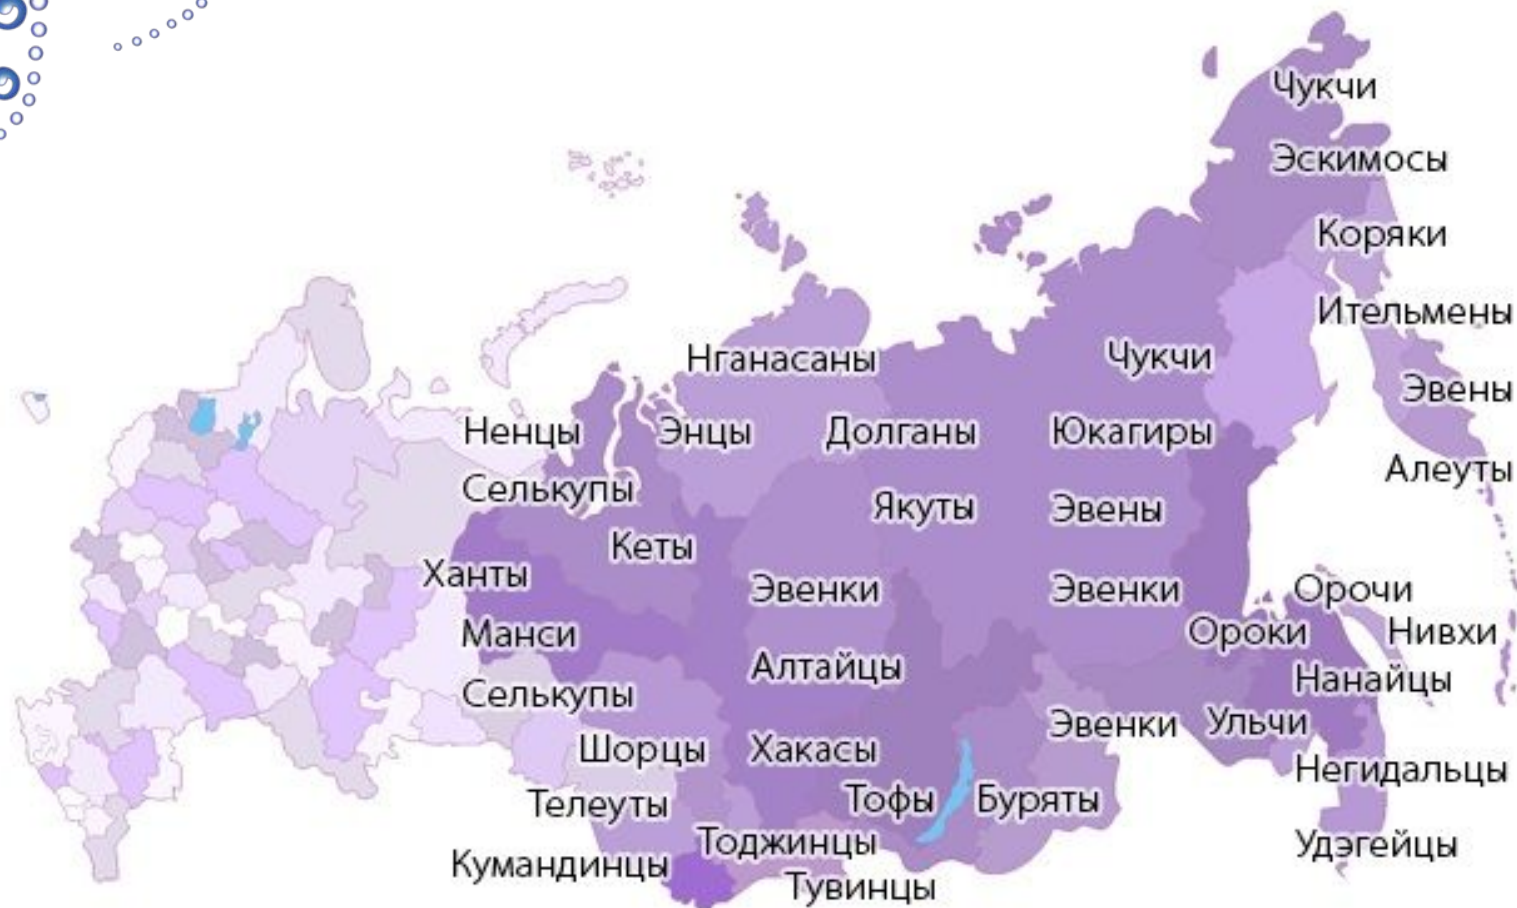 Чукчи
Эскимосы
Коряки
Ительмены
Нганасаны
Чукчи
Эвены
Ненцы
Энцы
Долганы
Юкагиры
Алеуты
Селькупы
Якуты
Эвены
Кеты
Ханты
Эвенки
Эвенки
Орочи
Манси
Ороки
Нивхи
Алтайцы
Нанайцы
Селькупы
Эвенки
Ульчи
Шорцы
Хакасы
Негидальцы
Телеуты
Тофы
Буряты
Тоджинцы
Удэгейцы
Кумандинцы
Тувинцы